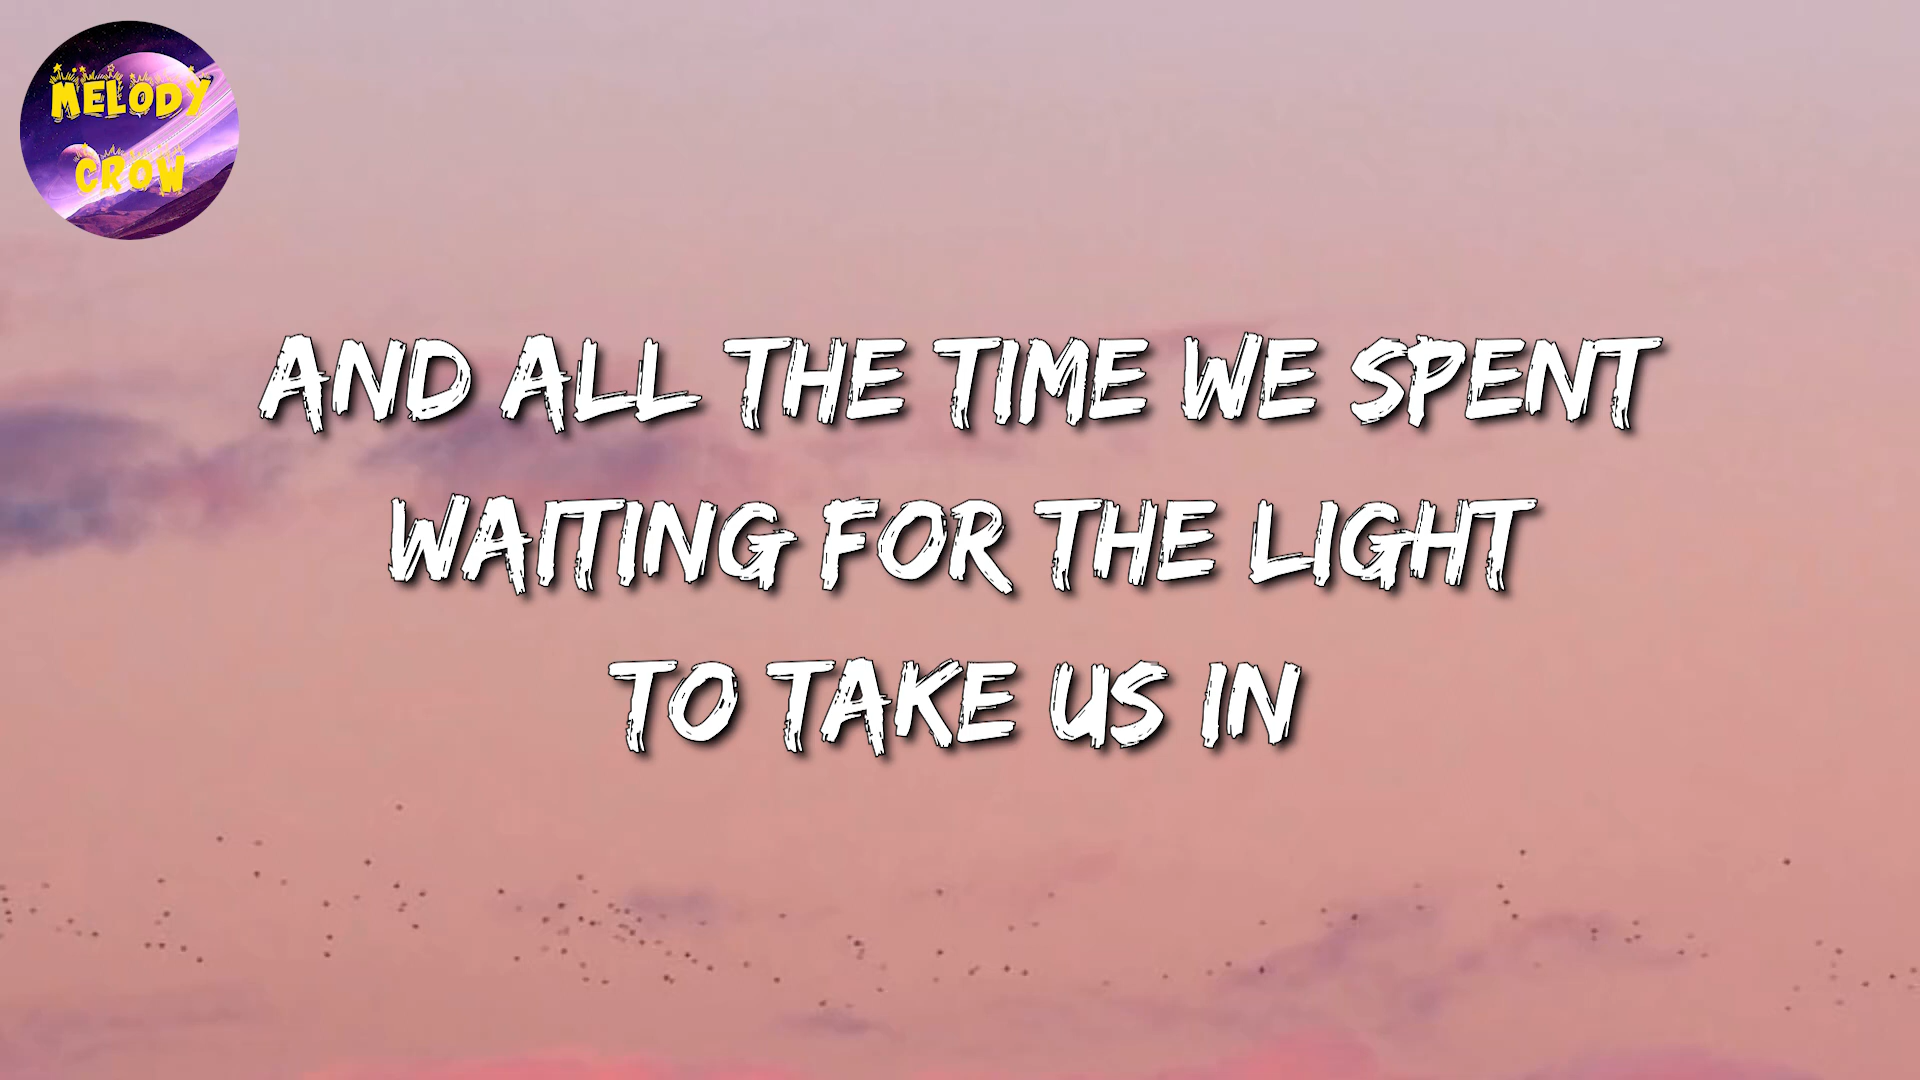 MELODY
CROW
AND ALL THE TIME WE SPENT
WAITING FOR THE LIGHT
TO TAKE US IN